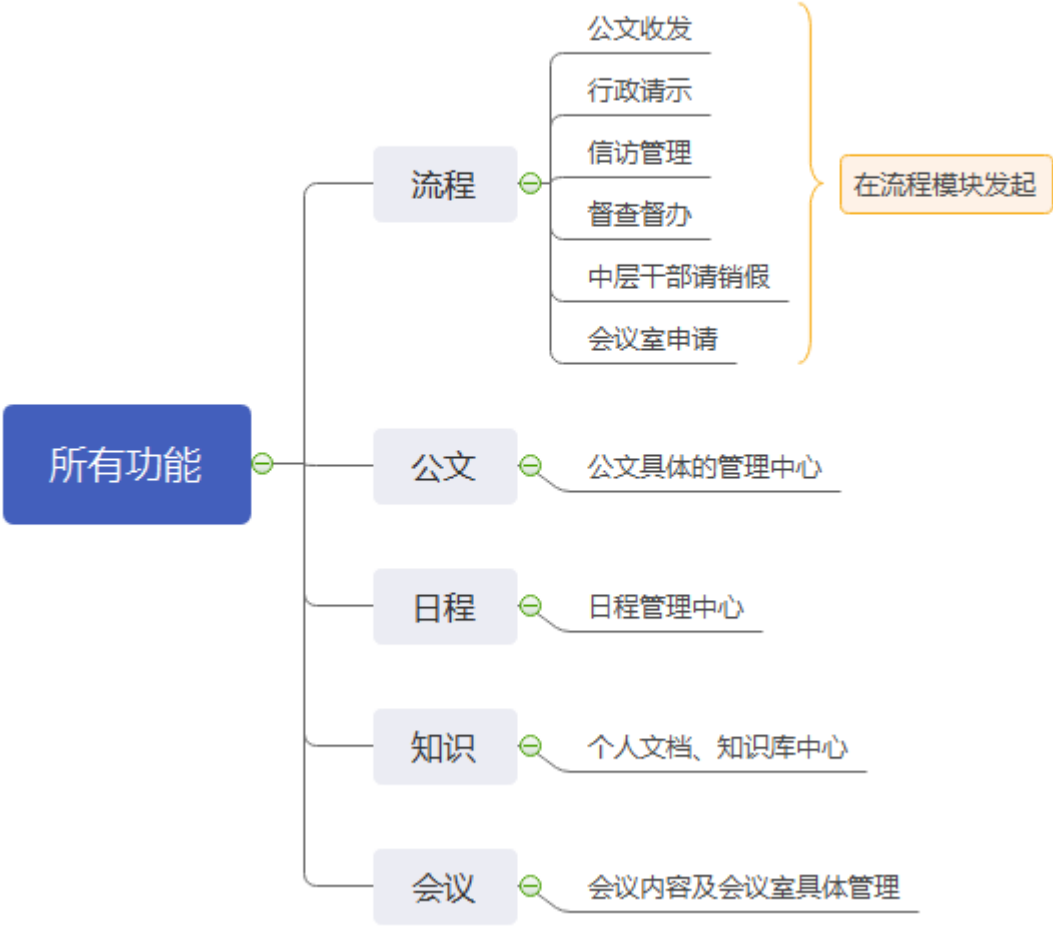 所有功能
流程
公文收发
行政请示
信访管理
督查督办
中层干部请销假
会议室申请
在流程模块发起
公文
公文具体的管理中心
日程
日程管理中心
知识
个人文档、知识库中心
会议
会议内容及会议室具体管理